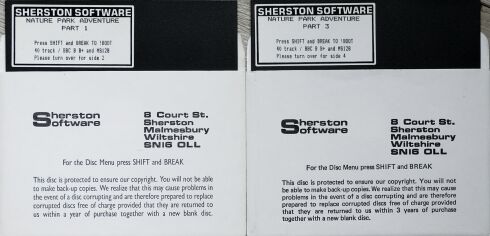 SHERSTON SOFTWARE
NATURE PARK ADVENTURE
PART 1
Press SHIFT and BREAK TO !BOOT
40 track / BBC B B+ and M128
Please turn over for side 2
Sherston
Software
8 Court St.
Sherston
Malmesbury
Wiltshire
SN16 OLL
For the Disc Menu press SHIFT and BREAK
This disc is protected to ensure our copyright. You will not be able
to make back-up copies. We realize that this may cause problems in
the event of a disc corrupting and are therefore prepared to replace
corrupted discs free of charge provided that they are returned to
us within a year of purchase together with a new blank disc.
SHERSTON SOFTWARE
NATURE PARK ADVENTURE
PART 3
Press SHIFT and BREAK TO !BOOT
40 track / BBC B B+ and M128
Please turn over for side 4
Sherston
Software
8 Court St.
Sherston
Malmesbury
Wiltshire
SN16 OLL
For the Disc Menu press SHIFT and BREAK
This disc is protected to ensure our copyright. You will not be able
to make back-up copies. We realize that this may cause problems in
the event of a disc corrupting and are therefore prepared to replace
corrupted discs free of charge provided
that they are returned to us within 3 years of purchase
together with a new blank disc.